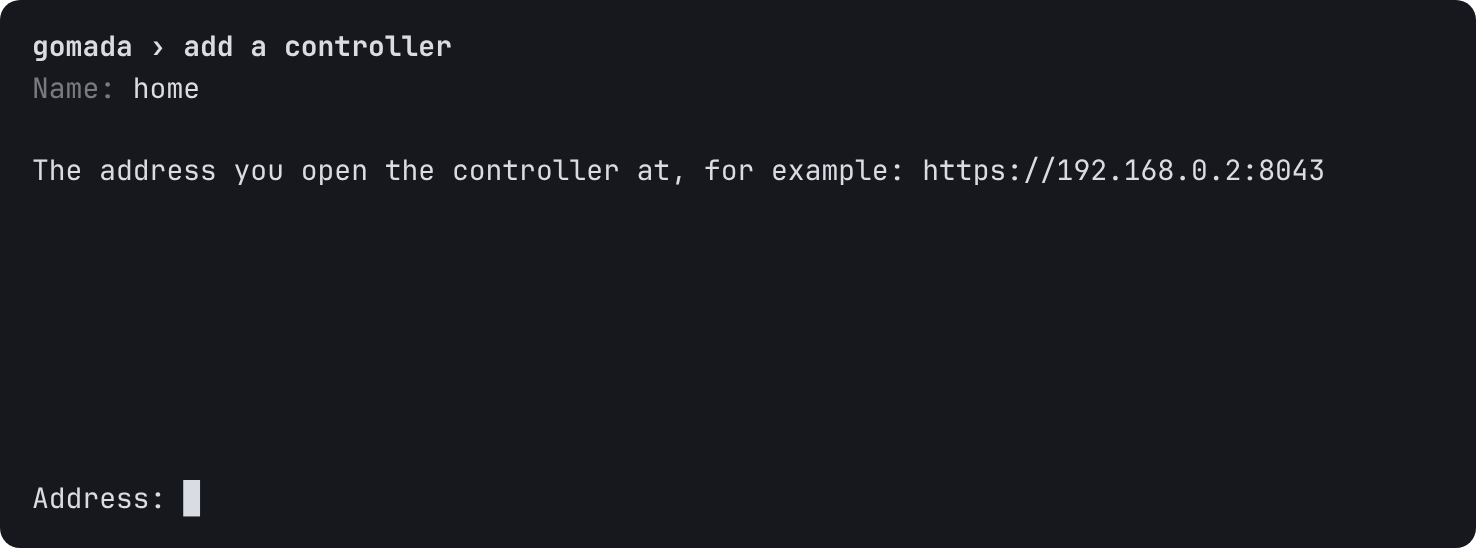 gomada › add a controller
Name: home
The address you open the controller at, for example: https://192.168.0.2:8043
Address: